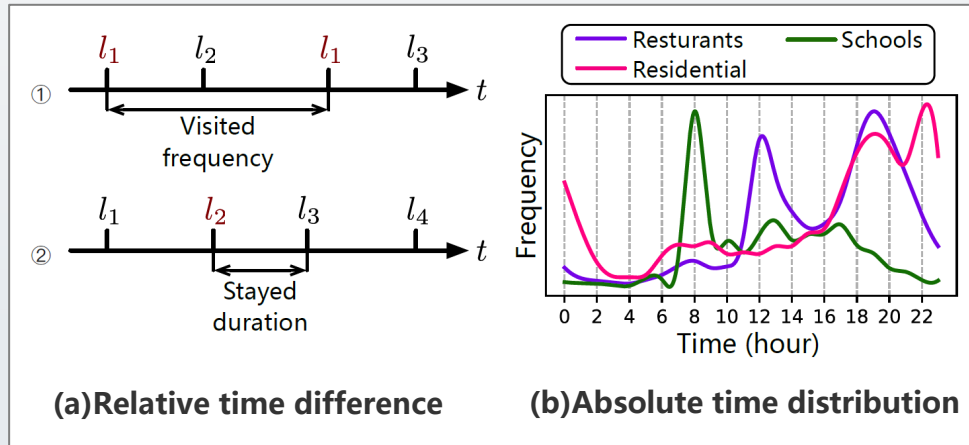 ① l₁ l₂ l₁ l₃ t
Visited
frequency
② l₁ l₂ l₃ l₄ t
Stayed
duration
(a)Relative time difference
Resturants Schools
Residential
Frequency
0 2 4 6 8 10 12 14 16 18 20 22
Time (hour)
(b)Absolute time distribution